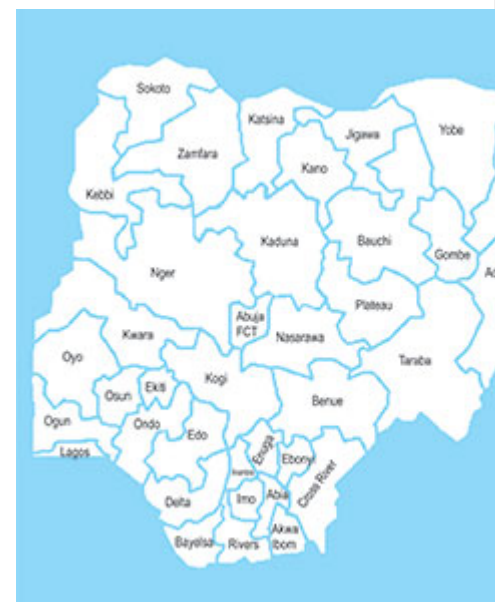 Sokoto
Katsina
Jigawa
Yobe
Zamfara
Kano
Kebbi
Kaduna
Bauchi
Gombe
Nger
Plateau
Abuja
FCT
Nasarawa
Kwara
Oyo
Taraba
Kogi
Ekiti
Osun
Benue
Ogun
Ondo
Edo
Lagos
Enuga
Ebonyi
Cross River
Delta
Imo
Abia
Akwa
Ibom
Bayelsa
Rivers